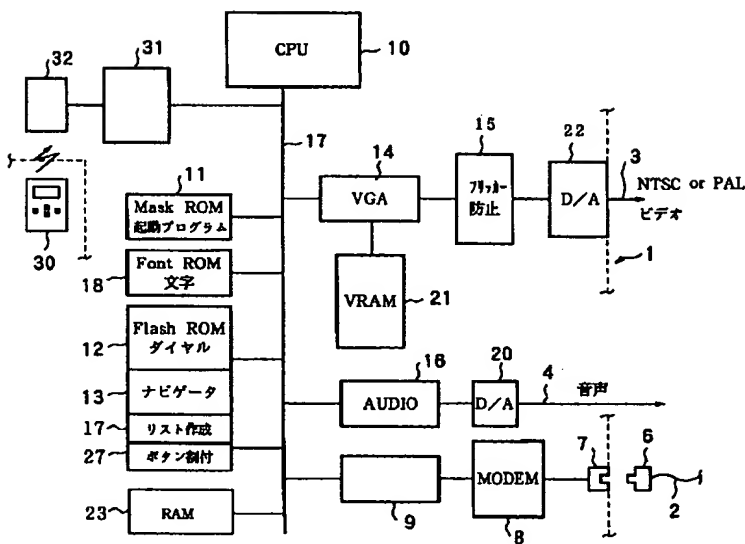 32
31
CPU
10
17
11
14
15
22
3
Mask ROM
起動プログラム
VGA
フリッカー
防止
D/A
NTSC or PAL
ビデオ
30
18
Font ROM
文字
1
VRAM
21
12
Flash ROM
ダイヤル
13
ナビゲータ
17
リスト作成
27
ボタン割付
16
20
4
音声
AUDIO
D/A
7
6
MODEM
2
23
RAM
9
8